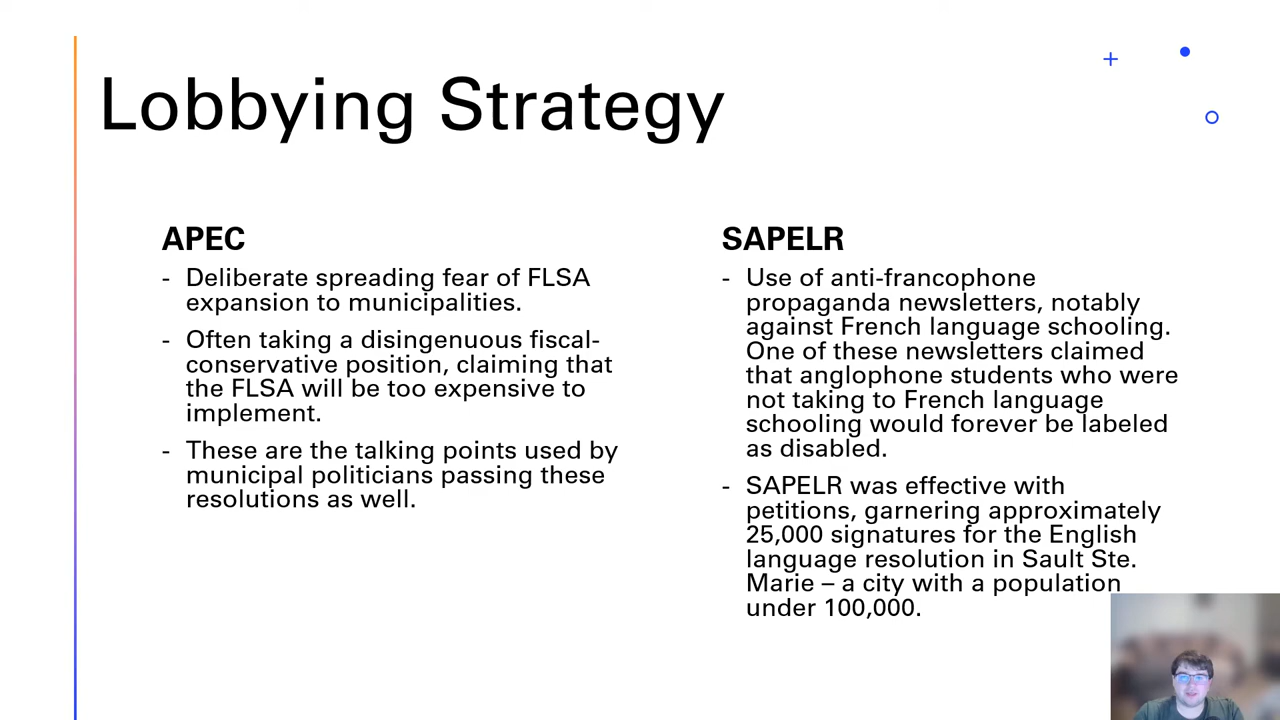 Lobbying Strategy
APEC
- Deliberate spreading fear of FLSA
expansion to municipalities.
- Often taking a disingenuous fiscal-
conservative position, claiming that
the FLSA will be too expensive to
implement.
- These are the talking points used by
municipal politicians passing these
resolutions as well.
SAPELR
- Use of anti-francophone
propaganda newsletters, notably
against French language schooling.
One of these newsletters claimed
that anglophone students who were
not taking to French language
schooling would forever be labeled
as disabled.
- SAPELR was effective with
petitions, garnering approximately
25,000 signatures for the English
language resolution in Sault Ste.
Marie – a city with a population
under 100,000.